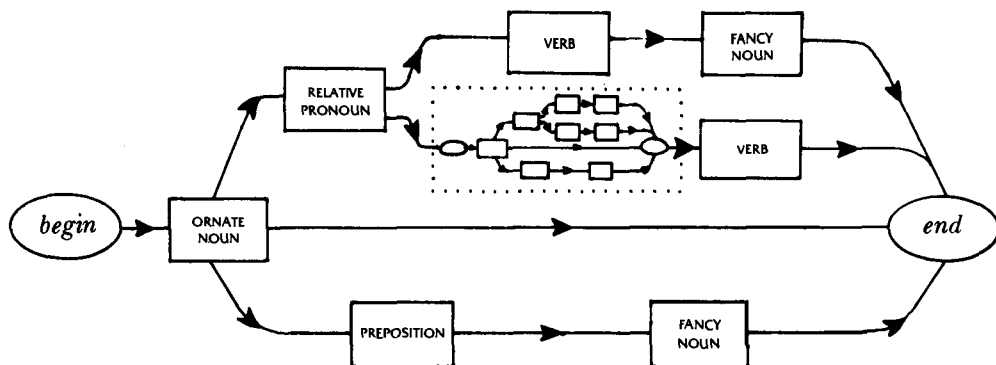 VERB
FANCY
NOUN
RELATIVE
PRONOUN
VERB
begin
ORNATE
NOUN
end
PREPOSITION
FANCY
NOUN